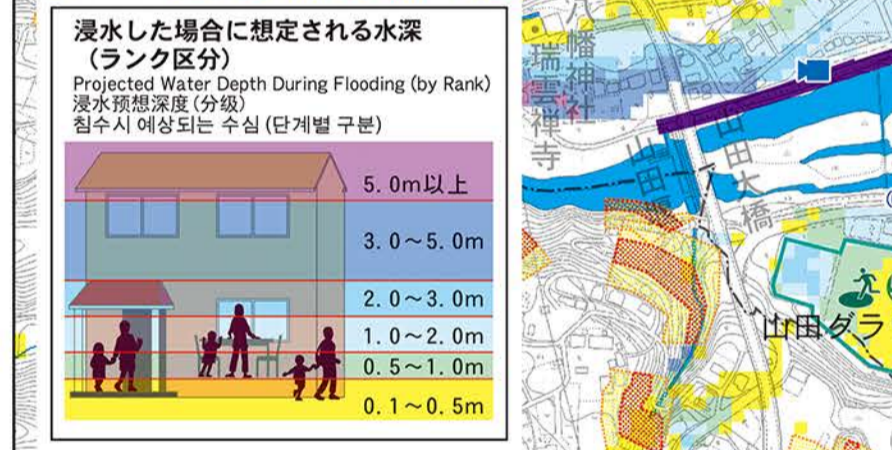 浸水した場合に想定される水深
（ランク区分）
Projected Water Depth During Flooding (by Rank)
浸水预想深度(分级)
침수시 예상되는 수심 (단계별 구분)
5. 0m以上
3. 0～5. 0m
2. 0～3. 0m
1. 0～2. 0m
0. 5～1. 0m
0. 1～0. 5m
八幡神社
瑞雲禅寺
山田大橋
山田グラ